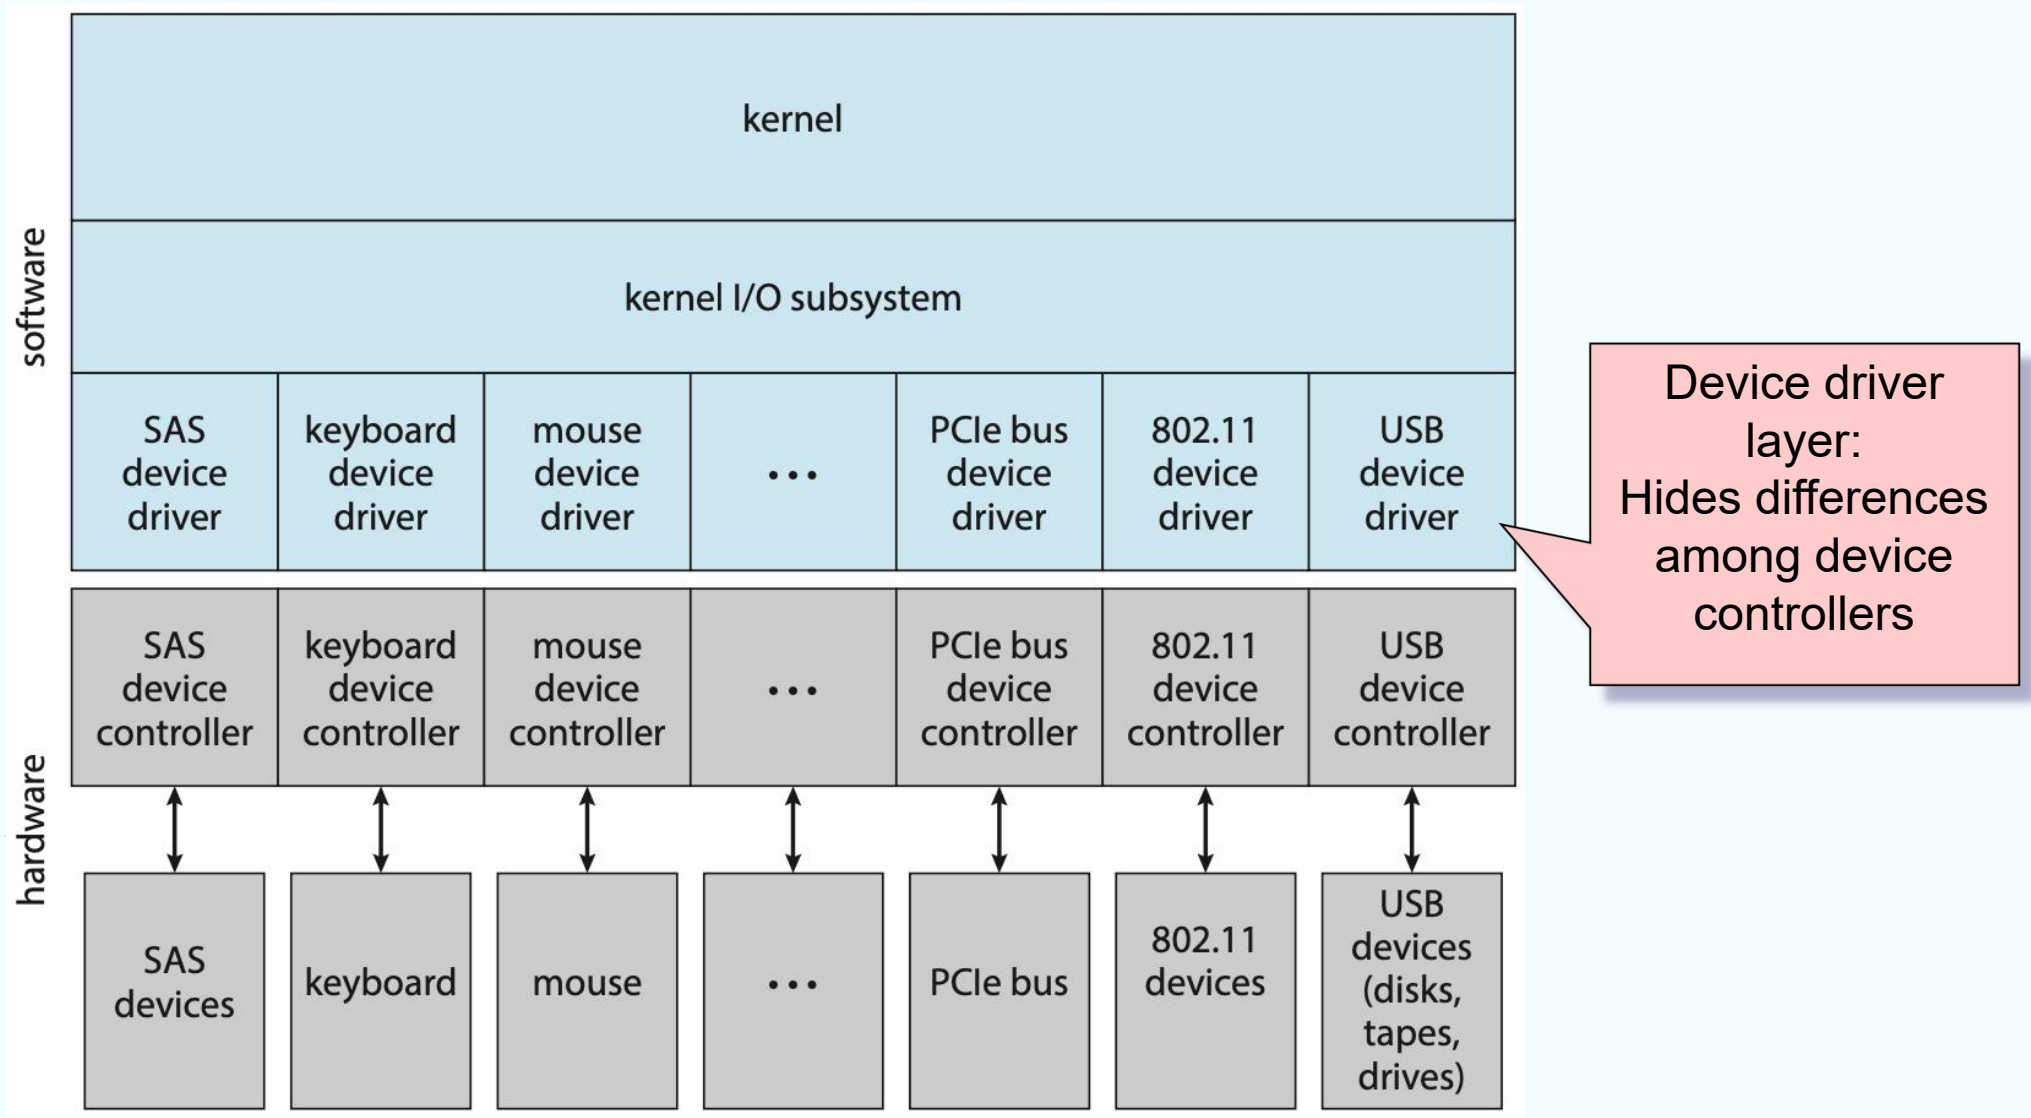 software
kernel
kernel I/O subsystem
SAS
device
driver
keyboard
device
driver
mouse
device
driver
...
PCIe bus
device
driver
802.11
device
driver
USB
device
driver
Device driver
layer:
Hides differences
among device
controllers
hardware
SAS
device
controller
keyboard
device
controller
mouse
device
controller
...
PCIe bus
device
controller
802.11
device
controller
USB
device
controller
SAS
devices
keyboard
mouse
...
PCIe bus
802.11
devices
USB
devices
(disks,
tapes,
drives)